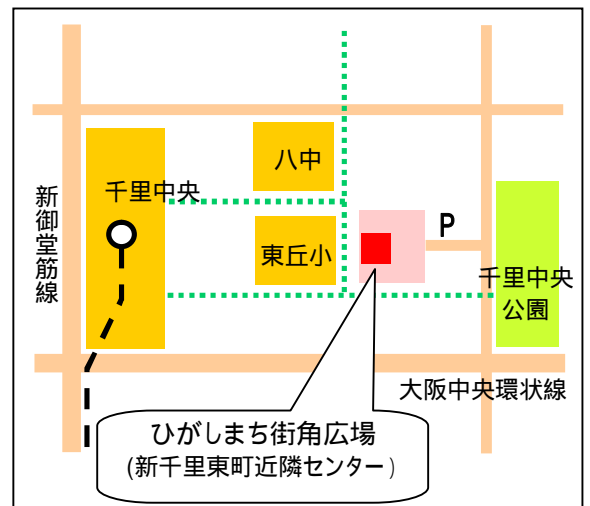 八中
千里中央
新御堂筋線
P
東丘小
千里中央
公園
大阪中央環状線
ひがしまち街角広場
(新千里東町近隣センター)